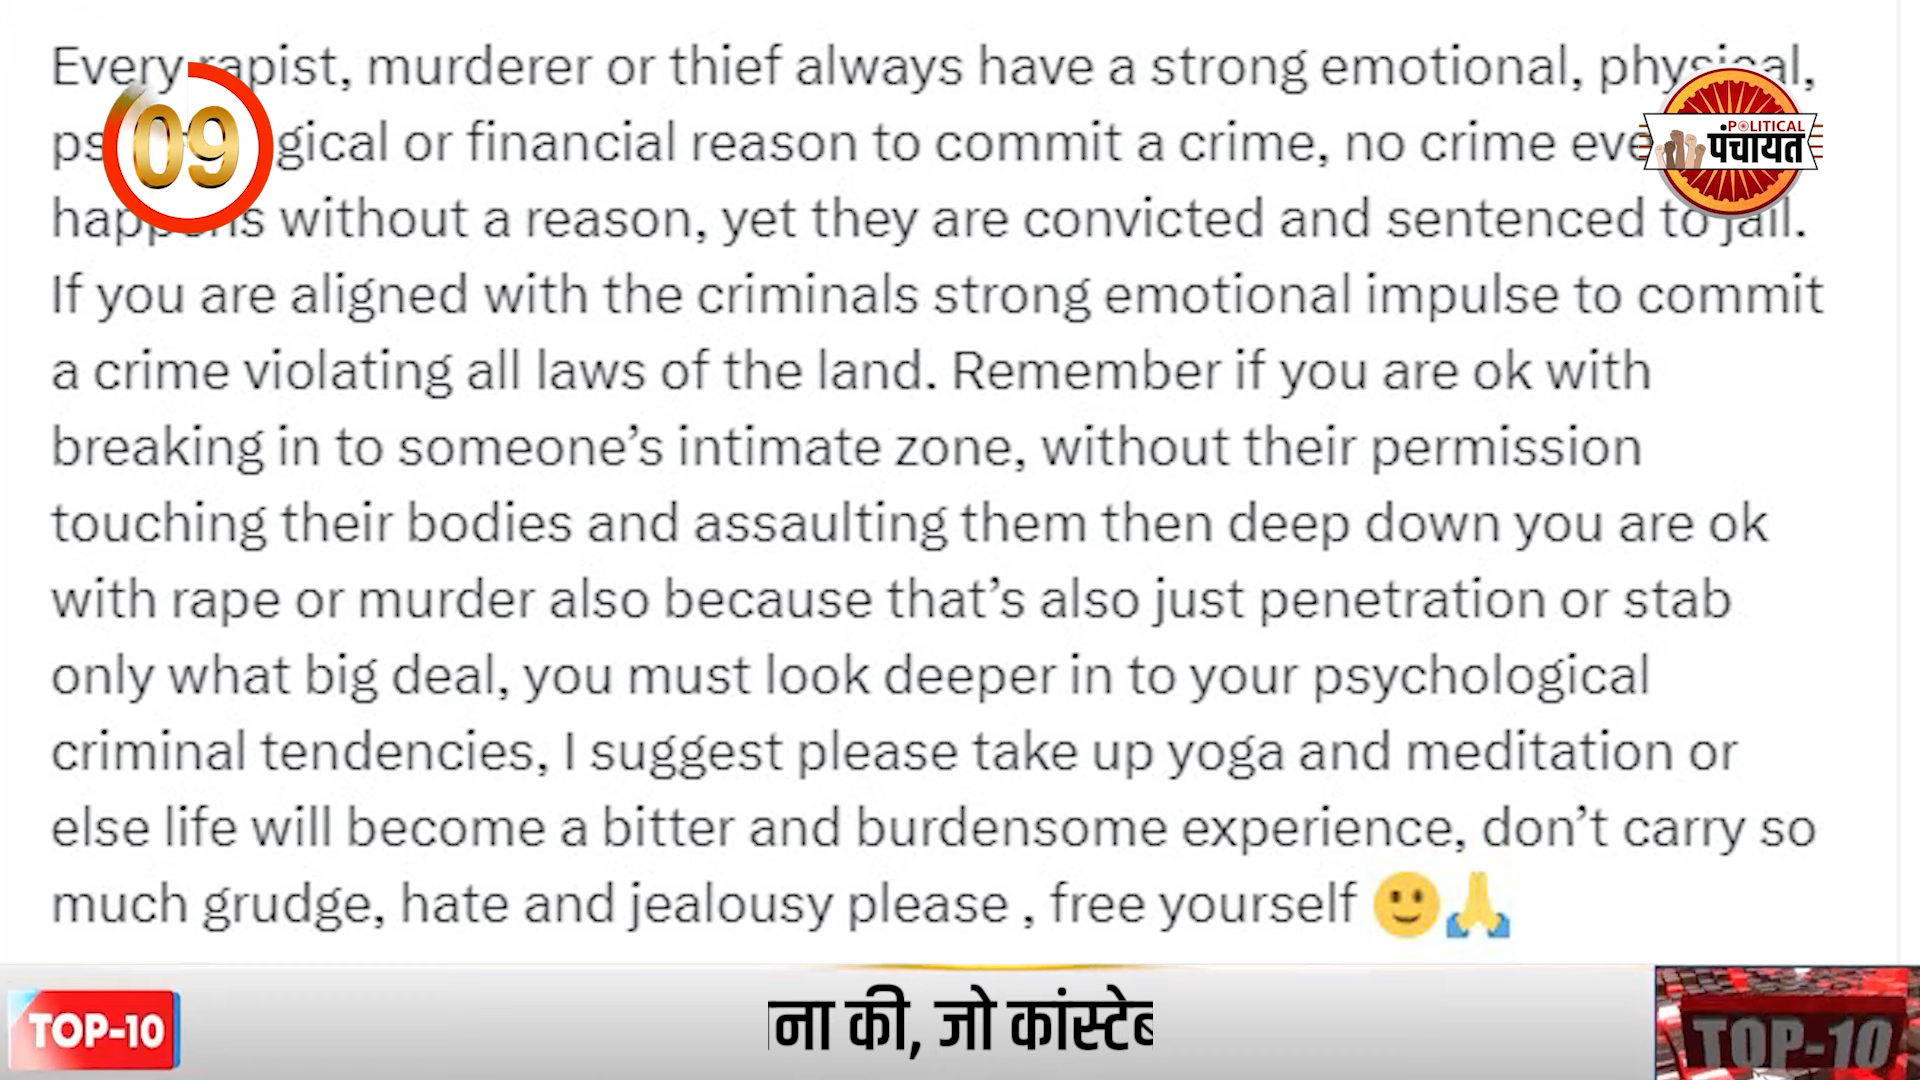 Every rapist, murderer or thief always have a strong emotional, physical,
gical or financial reason to commit a crime, no crime
happens without a reason, yet they are convicted and sentenced to jail.
If you are aligned with the criminals strong emotional impulse to commit
a crime violating all laws of the land. Remember if you are ok with
breaking in to someone’s intimate zone, without their permission
touching their bodies and assaulting them then deep down you are ok
with rape or murder also because that’s also just penetration or stab
only what big deal, you must look deeper in to your psychological
criminal tendencies, I suggest please take up yoga and meditation or
else life will become a bitter and burdensome experience, don’t carry so
much grudge, hate and jealousy please , free yourself 🙂🙏
09
POLITICAL
पंचायत
TOP-10
ना की, जो कांस्टेब
TOP-10